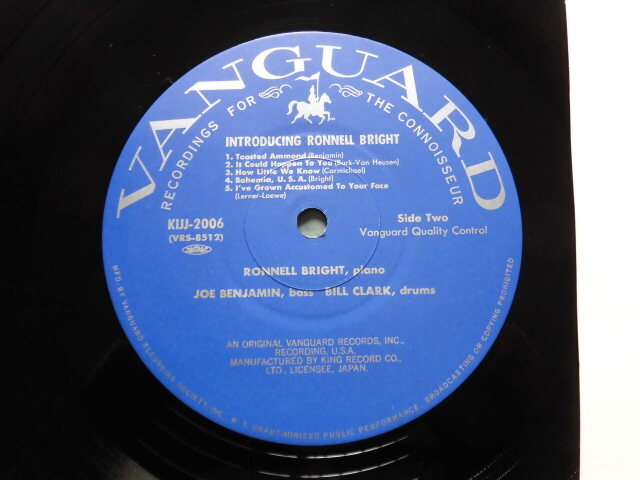 VANGUARD
RECORDINGS FOR THE CONNOISSEUR
INTRODUCING RONNELL BRIGHT
1. Toasted Ammond (Benjamin)
2. It Could Happen To You (Burk-Van Heusen)
3. How Little We Know (Carmichael)
4. Bohemia, U. S. A. (Bright)
5. I've Grown Accustomed To Your Face
(Lerner-Loewe)
KIJJ-2006
(VRS-8512)
Side Two
Vanguard Quality Control
RONNELL BRIGHT, piano
JOE BENJAMIN, bass BILL CLARK, drums
AN ORIGINAL VANGUARD RECORDS, INC.,
RECORDING, U.S.A.
MANUFACTURED BY KING RECORD CO.,
LTD., LICENSEE, JAPAN.
MFG. BY VANGUARD RECORDING SOCIETY, INC., N. Y. UNAUTHORIZED PUBLIC PERFORMANCE BROADCASTING OR COPYING PROHIBITED